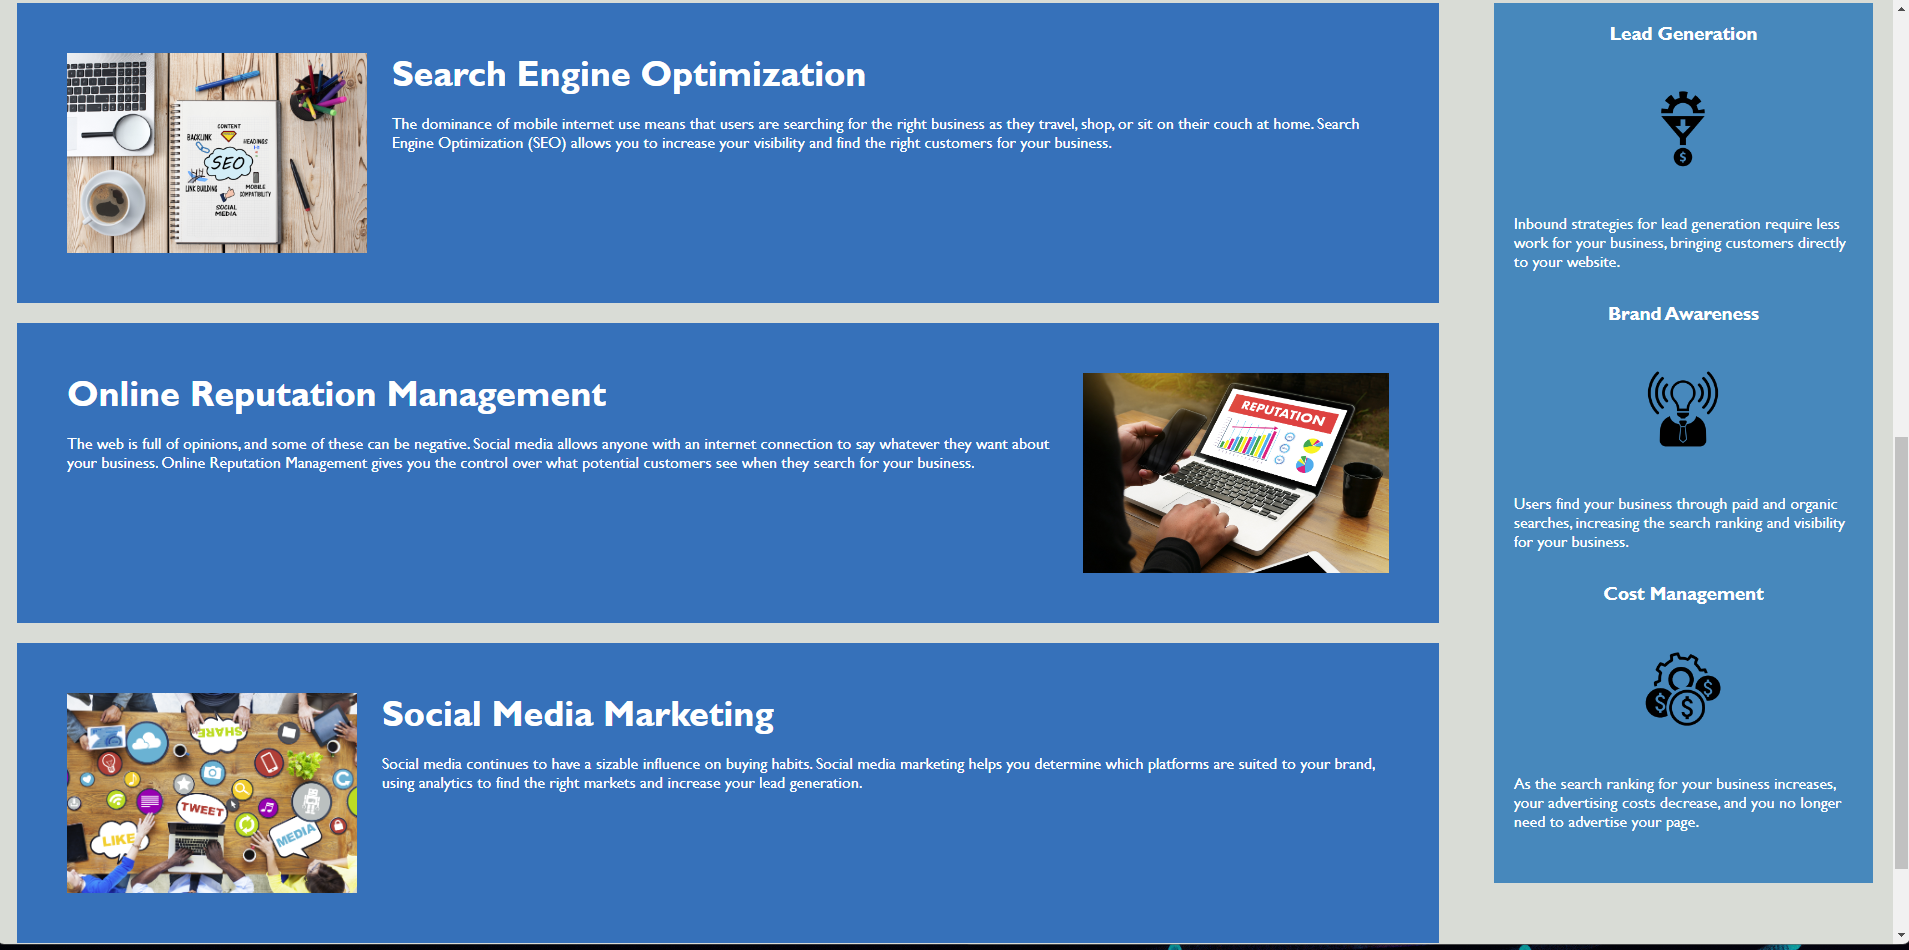 Search Engine Optimization
The dominance of mobile internet use means that users are searching for the right business as they travel, shop, or sit on their couch at home. Search
Engine Optimization (SEO) allows you to increase your visibility and find the right customers for your business.
CONTENT
BACKLINK
HEADINGS
SEO
LINK BUILDING
MOBILE
COMPATIBILITY
SOCIAL
MEDIA
Online Reputation Management
The web is full of opinions, and some of these can be negative. Social media allows anyone with an internet connection to say whatever they want about
your business. Online Reputation Management gives you the control over what potential customers see when they search for your business.
REPUTATION
Social Media Marketing
Social media continues to have a sizable influence on buying habits. Social media marketing helps you determine which platforms are suited to your brand,
using analytics to find the right markets and increase your lead generation.
SHARE
TWEET
LIKE
MEDIA
Lead Generation
$
Inbound strategies for lead generation require less
work for your business, bringing customers directly
to your website.
Brand Awareness
Users find your business through paid and organic
searches, increasing the search ranking and visibility
for your business.
Cost Management
$ $ $
As the search ranking for your business increases,
your advertising costs decrease, and you no longer
need to advertise your page.